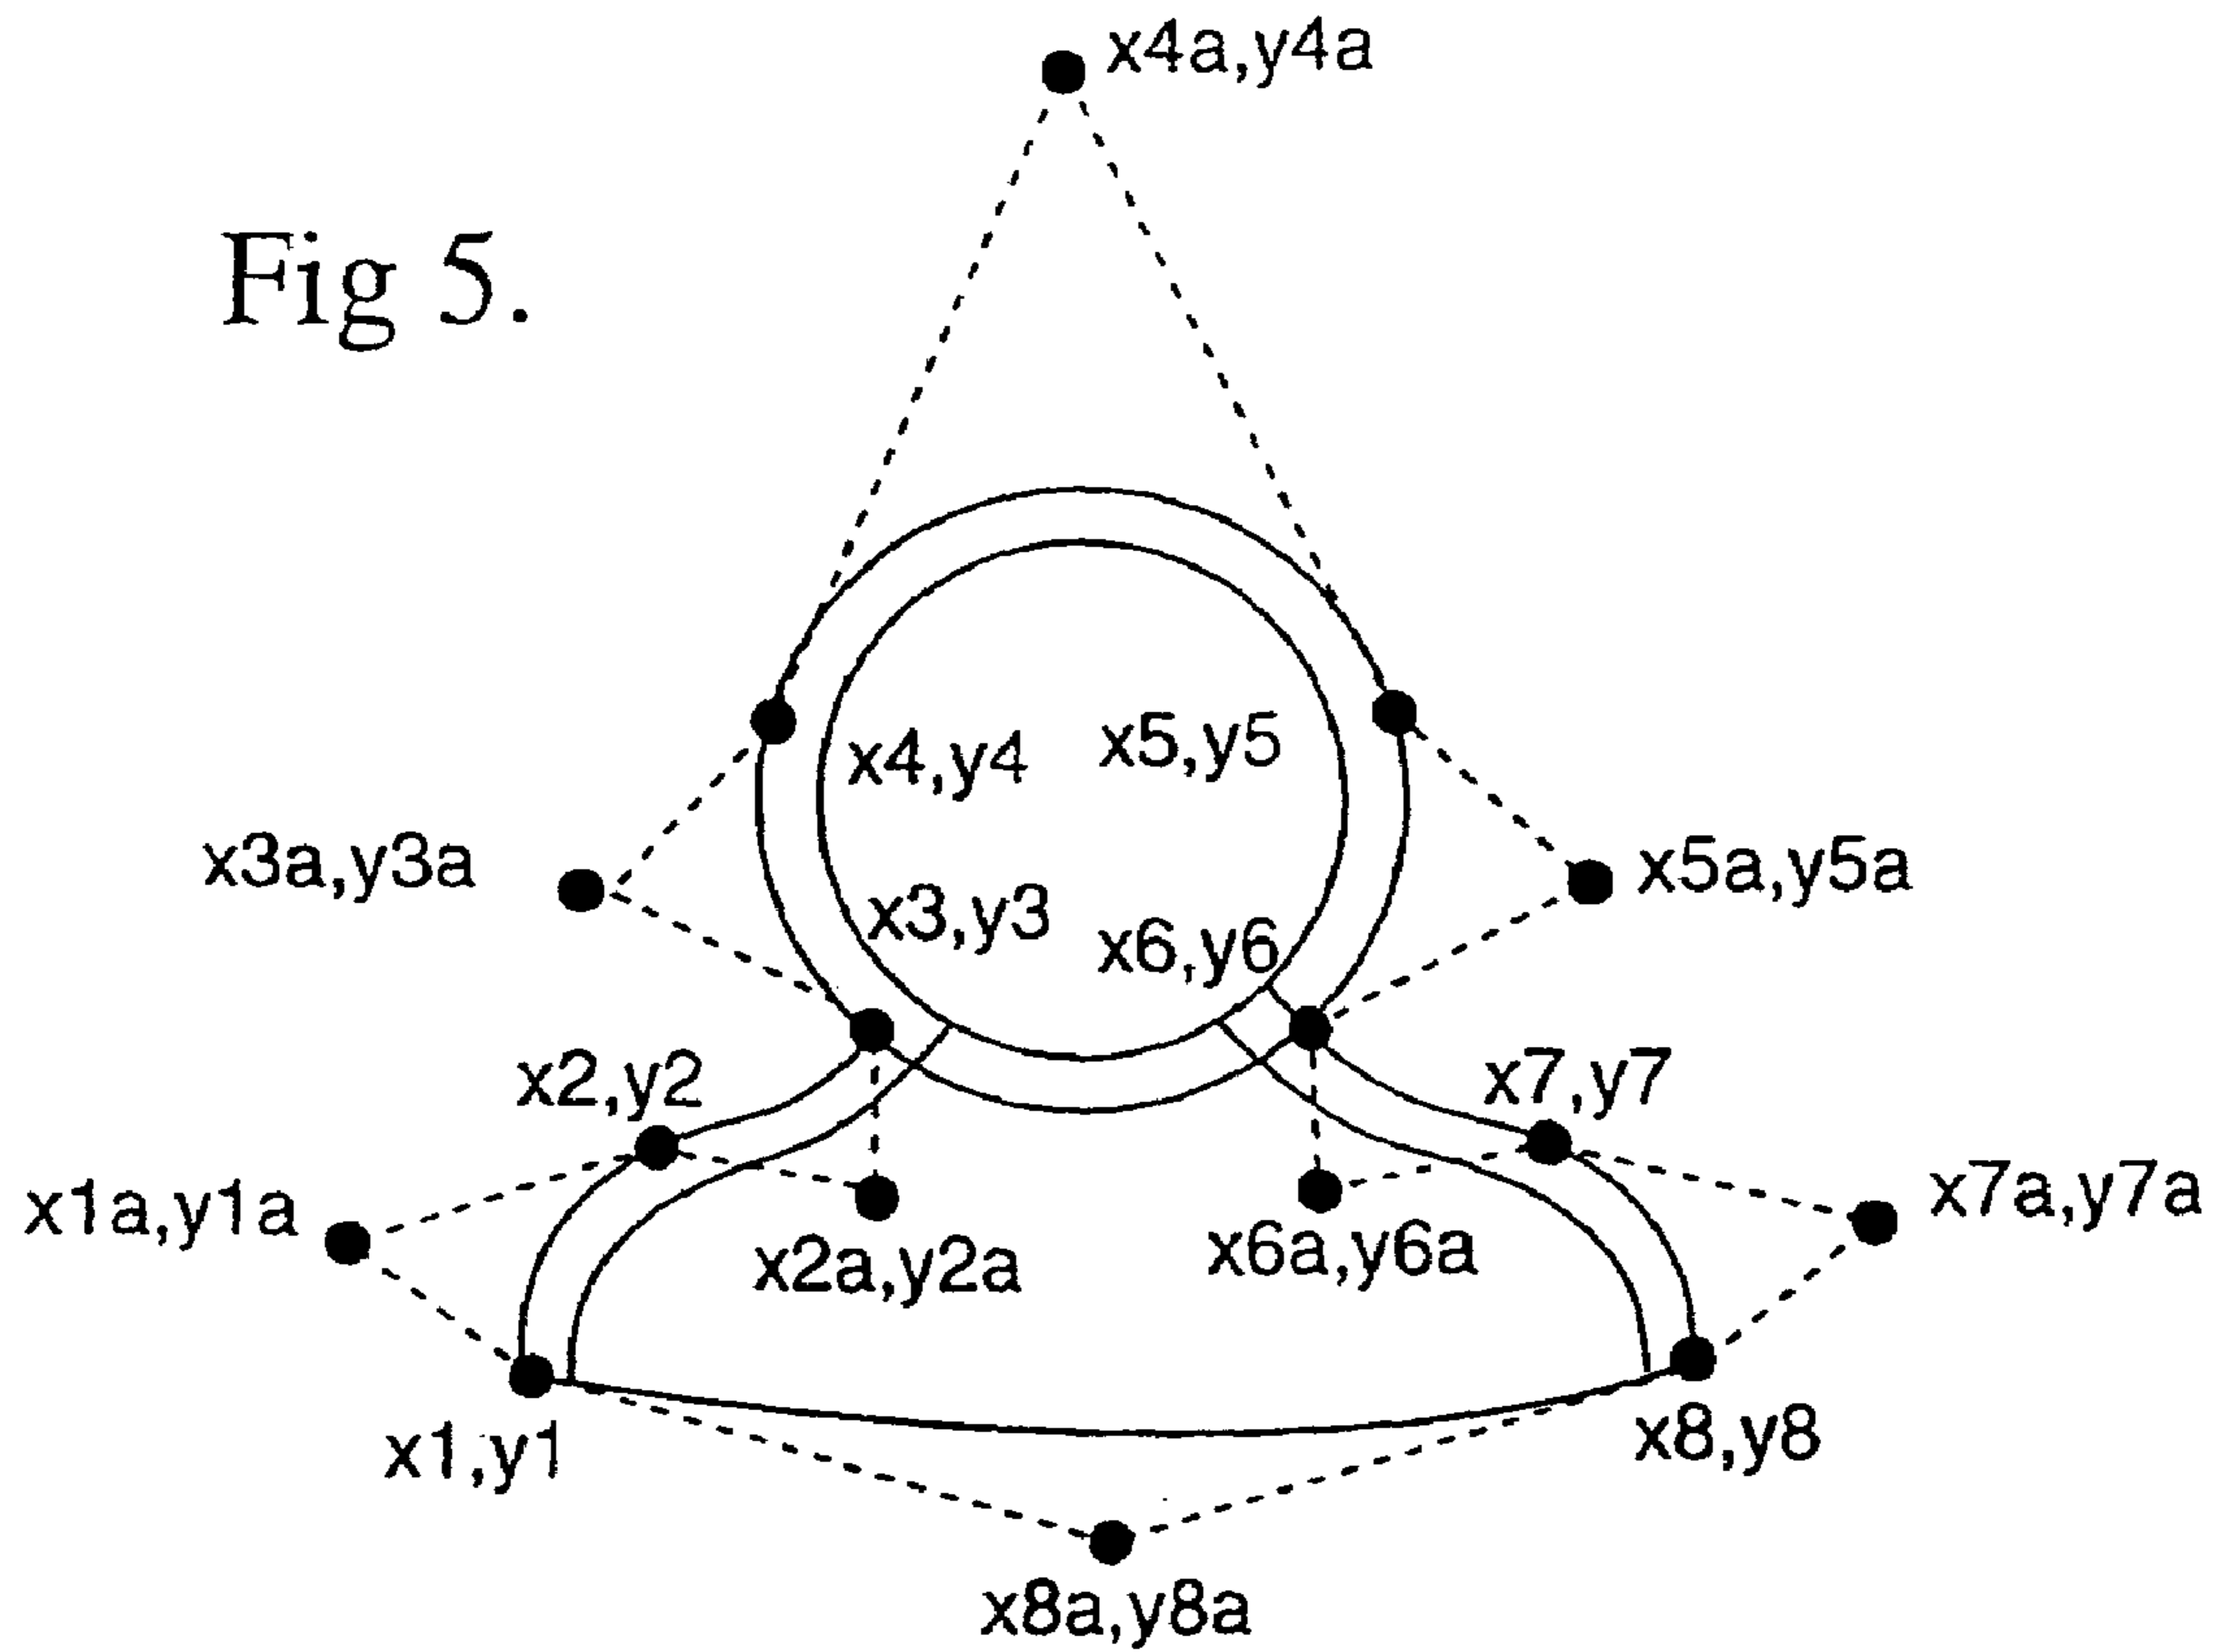 x4a,y4a
Fig 5.
x4,y4
x5,y5
x3a,y3a
x5a,y5a
x3,y3
x6,y6
x2,y2
x7,y7
x1a,y1a
x7a,y7a
x2a,y2a
x6a,y6a
x1,y1
x8,y8
x8a,y8a